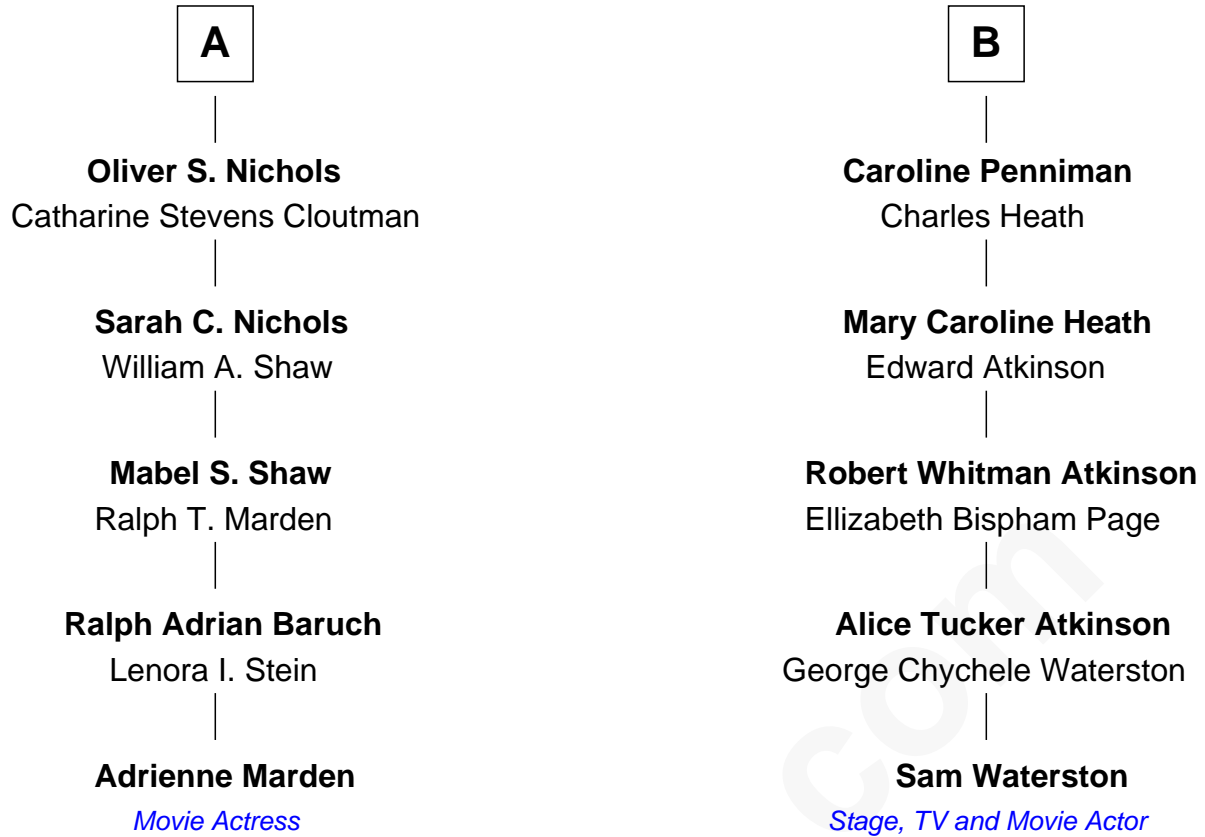 A
Oliver S. Nichols
Catharine Stevens Cloutman
Sarah C. Nichols
William A. Shaw
Mabel S. Shaw
Ralph T. Marden
Ralph Adrian Baruch
Lenora I. Stein
Adrienne Marden
Movie Actress
B
Caroline Penniman
Charles Heath
Mary Caroline Heath
Edward Atkinson
Robert Whitman Atkinson
Ellizabeth Bispham Page
Alice Tucker Atkinson
George Chychele Waterston
Sam Waterston
Stage, TV and Movie Actor
com